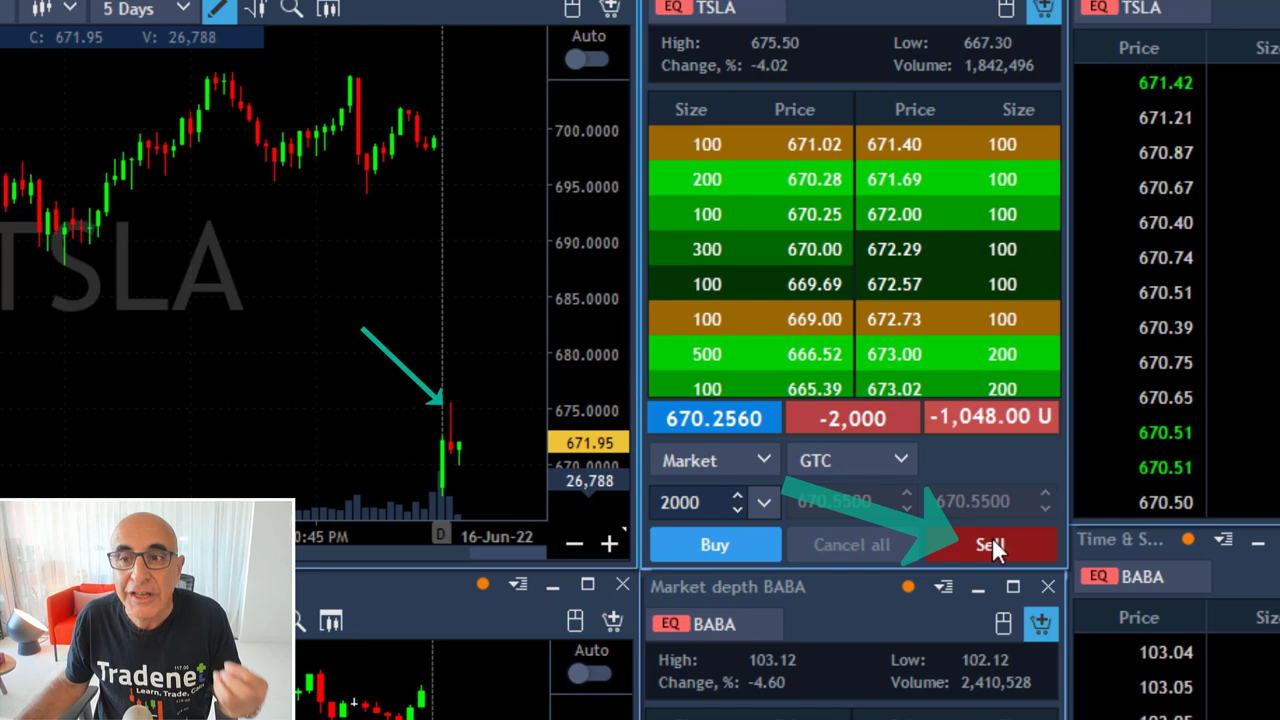 5 Days
C: 671.95 V: 26,788
Auto
700.0000
695.0000
690.0000
685.0000
680.0000
675.0000
671.95
670.0000
26,788
TSLA
0:45 PM D 16-Jun-22
EQ TSLA
High: 675.50 Low: 667.30
Change, %: -4.02 Volume: 1,842,496
Size Price Price Size
100 671.02 671.40 100
200 670.28 671.69 100
100 670.25 672.00 100
300 670.00 672.29 100
100 669.69 672.57 100
100 669.00 672.73 100
500 666.52 673.00 200
100 665.39 673.02 200
670.2560 -2,000 -1,048.00 U
Market GTC
2000 670.5500 670.5500
Buy Cancel all Sell
EQ TSLA
Price Siz
671.42
671.21
670.87
670.67
670.40
670.74
670.51
670.39
670.75
670.65
670.51
670.51
670.50
Auto
Market depth BABA
EQ BABA
High: 103.12 Low: 102.12
Change, %: -4.60 Volume: 2,410,528
Time & S...
EQ BABA
Price Siz
103.04
103.05
Tradenet
Learn, Trade,